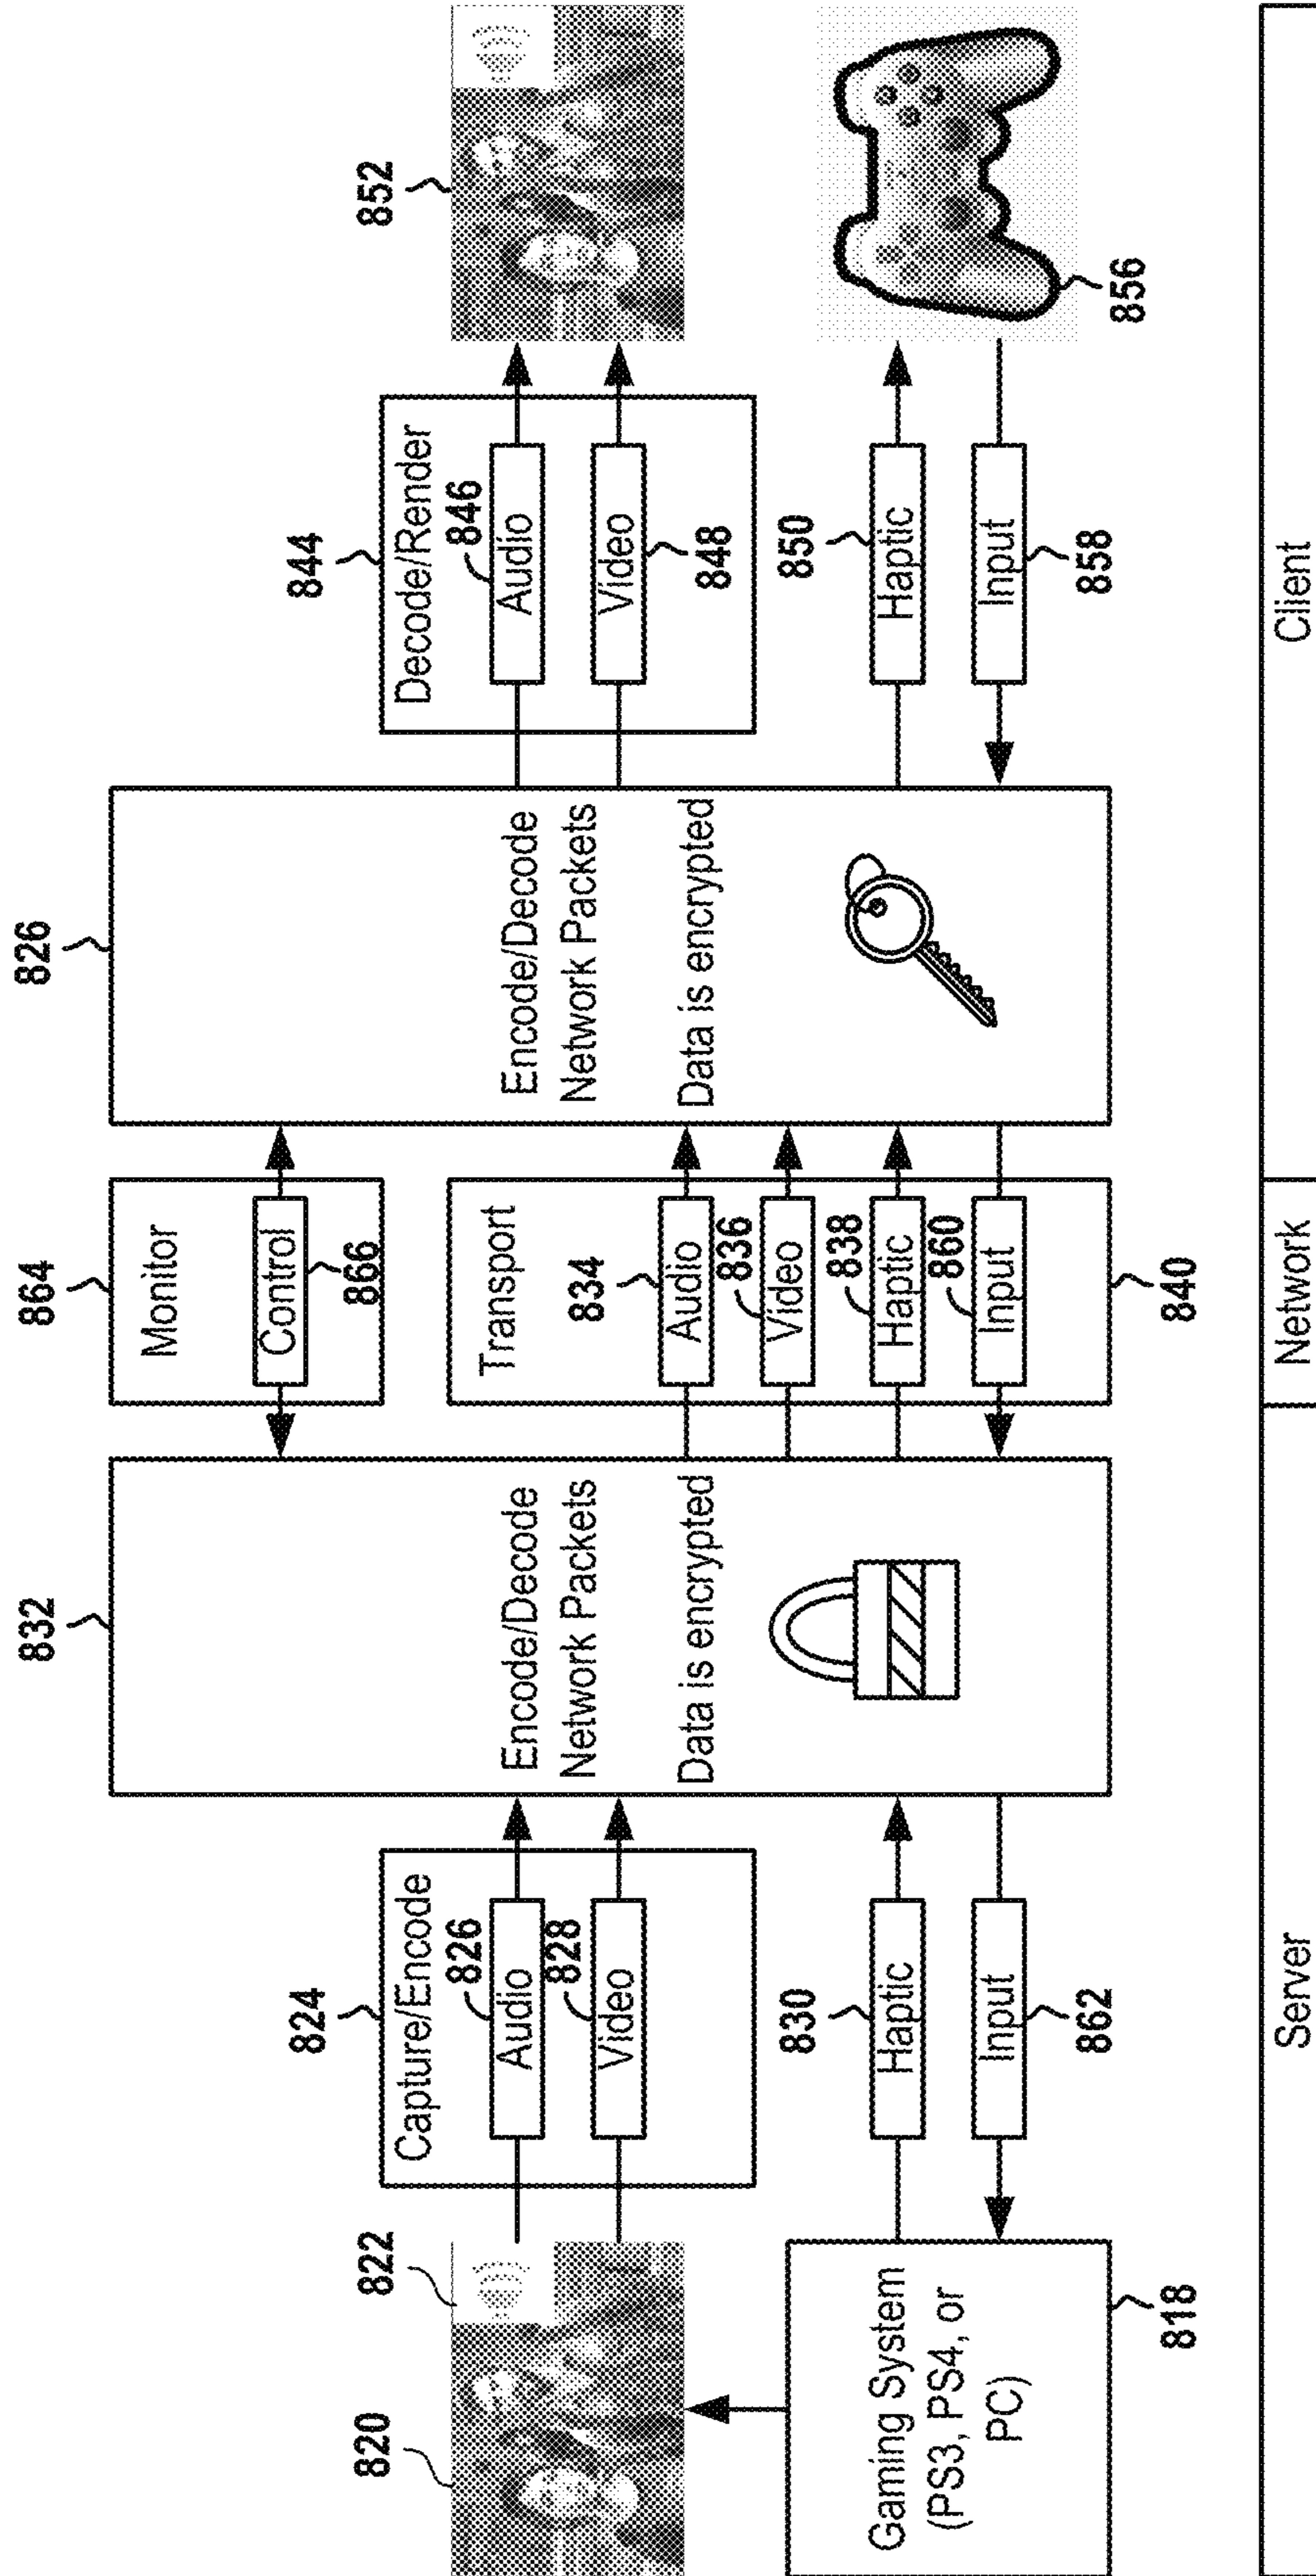 820
822
Gaming System
(PS3, PS4, or
PC)
818
824
Capture/Encode
826
Audio
828
Video
830
Haptic
Input
862
832
Encode/Decode
Network Packets
Data is encrypted
864
Monitor
Control
866
Transport
834
Audio
836
Video
838
Haptic
860
Input
840
826
Encode/Decode
Network Packets
Data is encrypted
844
Decode/Render
846
Audio
Video
848
850
Haptic
Input
858
852
856
Server
Network
Client